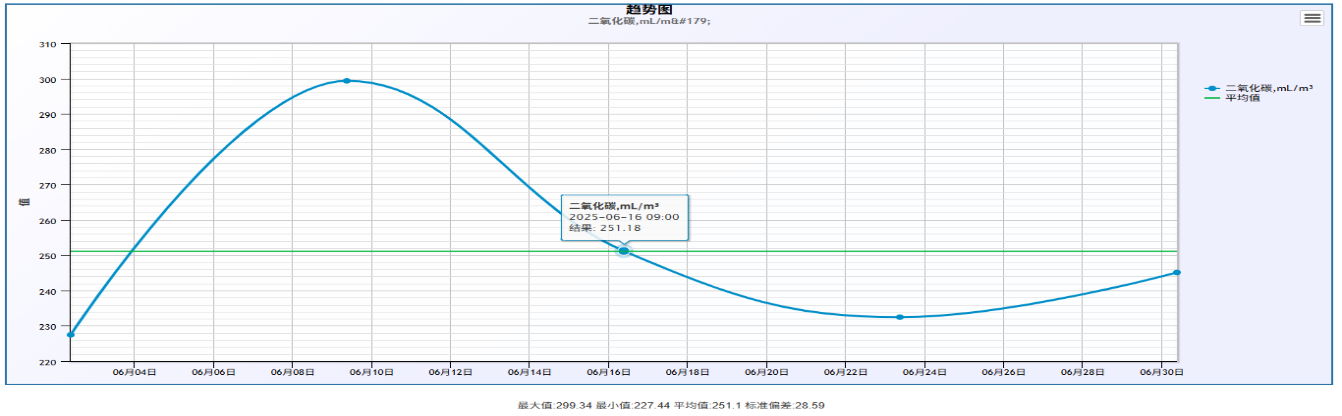 趋势图
二氧化碳,mL/m&#179;
310
300
290
280
270
260
250
240
230
220
值
二氧化碳,mL/m³
2025-06-16 09:00
结果: 251.18
06月04日 06月06日 06月08日 06月10日 06月12日 06月14日 06月16日 06月18日 06月20日 06月22日 06月24日 06月26日 06月28日 06月30日
二氧化碳,mL/m³
平均值
最大值:299.34 最小值:227.44 平均值:251.1 标准偏差:28.59